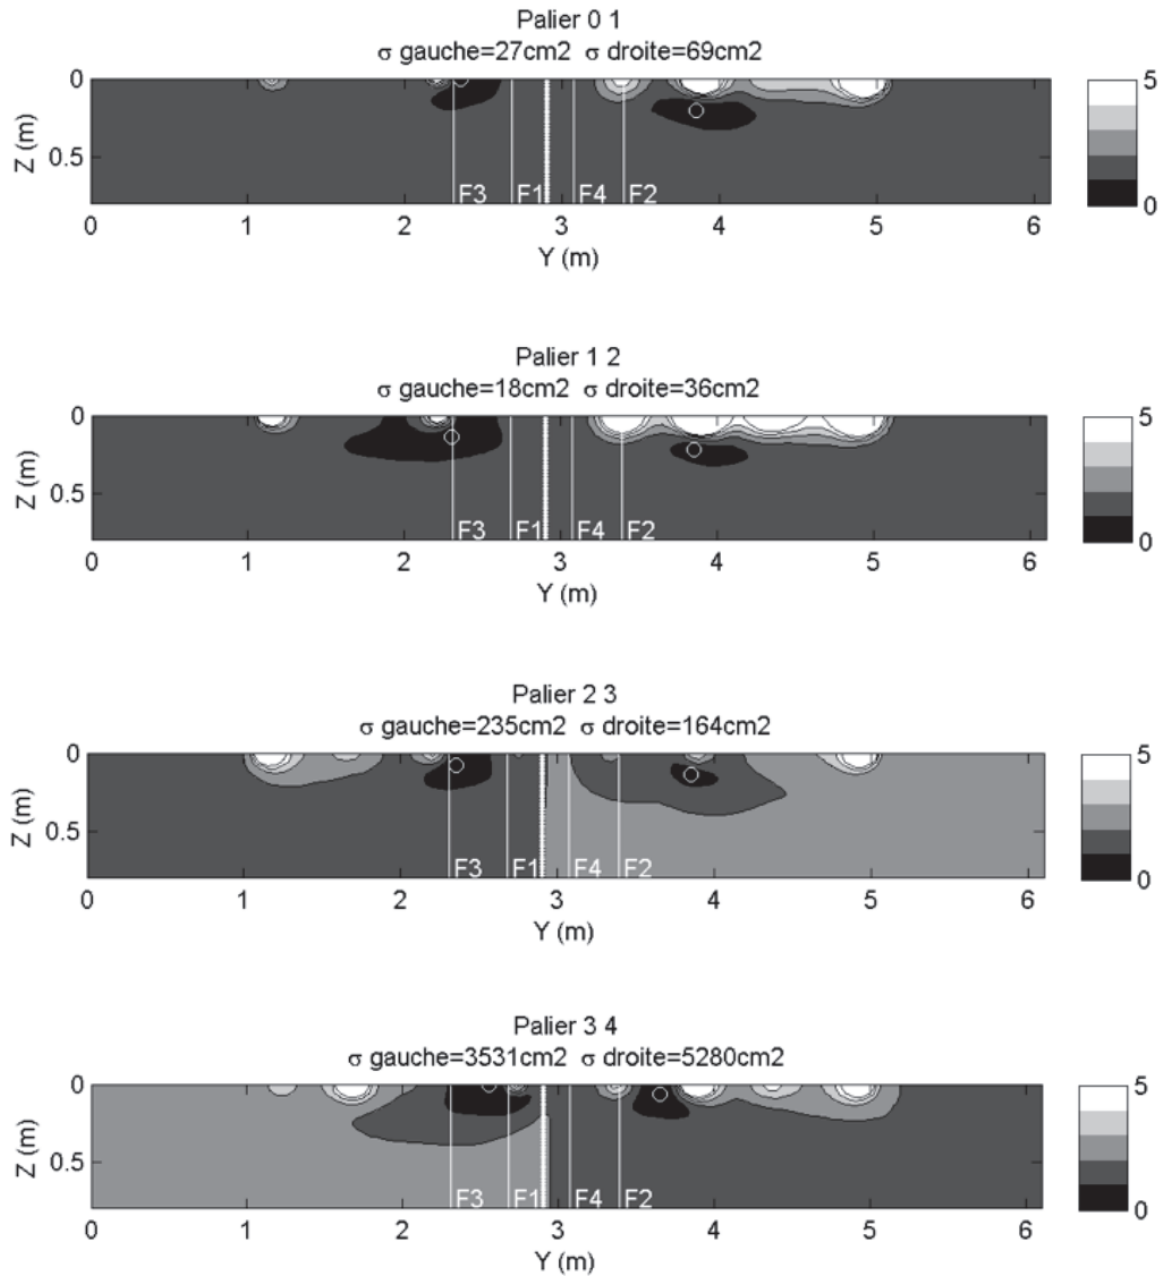 Palier 0 1
σ gauche=27cm2 σ droite=69cm2
0
0.5
Z (m)
F3 F1 F4 F2
0 1 2 3 4 5 6
Y (m)
5
0
Palier 1 2
σ gauche=18cm2 σ droite=36cm2
0
0.5
Z (m)
F3 F1 F4 F2
0 1 2 3 4 5 6
Y (m)
5
0
Palier 2 3
σ gauche=235cm2 σ droite=164cm2
0
0.5
Z (m)
F3 F1 F4 F2
0 1 2 3 4 5 6
Y (m)
5
0
Palier 3 4
σ gauche=3531cm2 σ droite=5280cm2
0
0.5
Z (m)
F3 F1 F4 F2
0 1 2 3 4 5 6
Y (m)
5
0